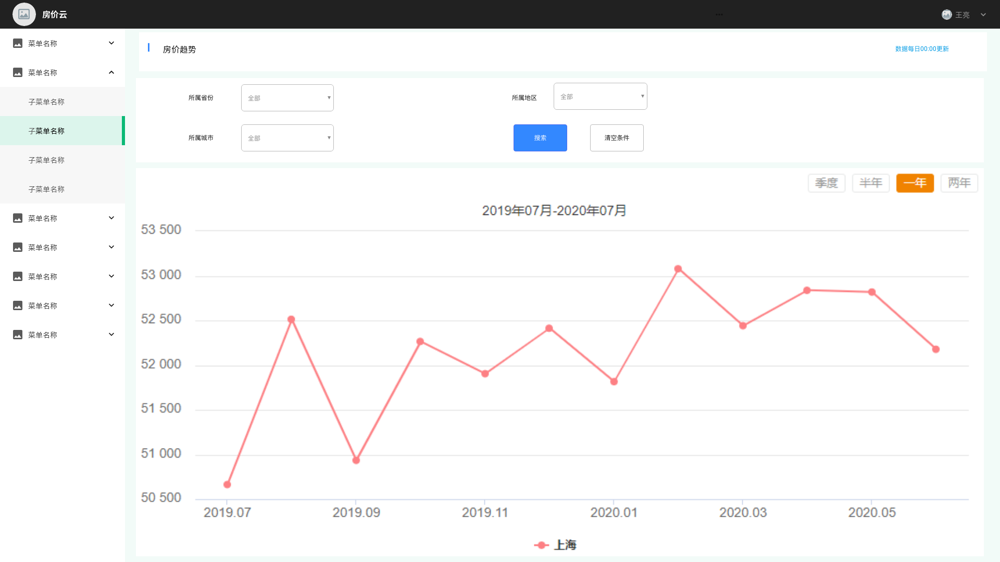 房价云
...
王亮
菜单名称
菜单名称
子菜单名称
子菜单名称
子菜单名称
子菜单名称
菜单名称
菜单名称
菜单名称
菜单名称
菜单名称
房价趋势
数据每日00:00更新
所属省份
全部
所属地区
全部
所属城市
全部
搜索
清空条件
季度
半年
一年
两年
2019年07月-2020年07月
53 500
53 000
52 500
52 000
51 500
51 000
50 500
2019.07
2019.09
2019.11
2020.01
2020.03
2020.05
上海